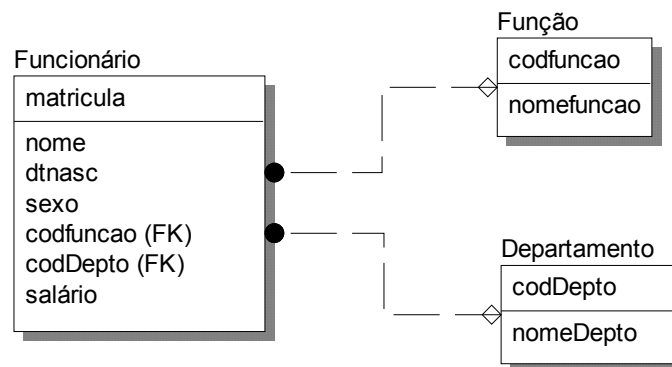 Funcionário
matricula
nome
dtnasc
sexo
codfuncao (FK)
codDepto (FK)
salário
Função
codfuncao
nomefuncao
Departamento
codDepto
nomeDepto